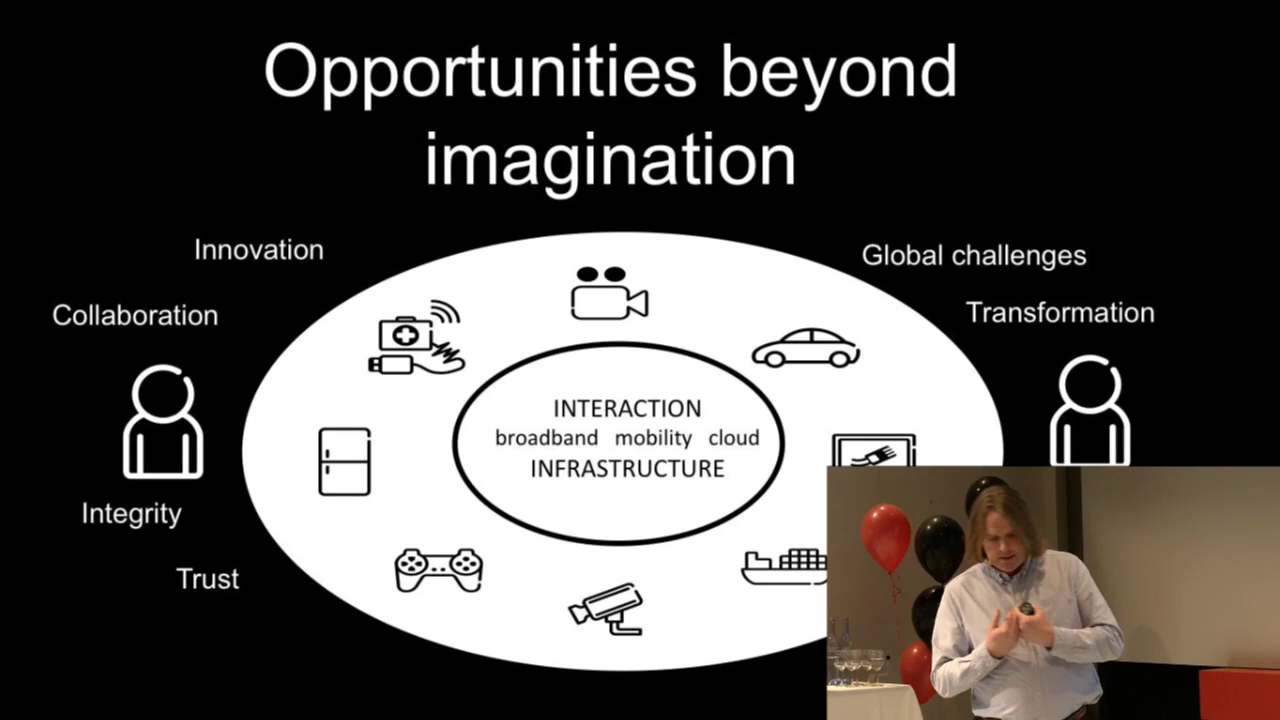 Opportunities beyond
imagination
Innovation
Global challenges
Collaboration
Transformation
INTERACTION
broadband mobility cloud
INFRASTRUCTURE
Integrity
Trust